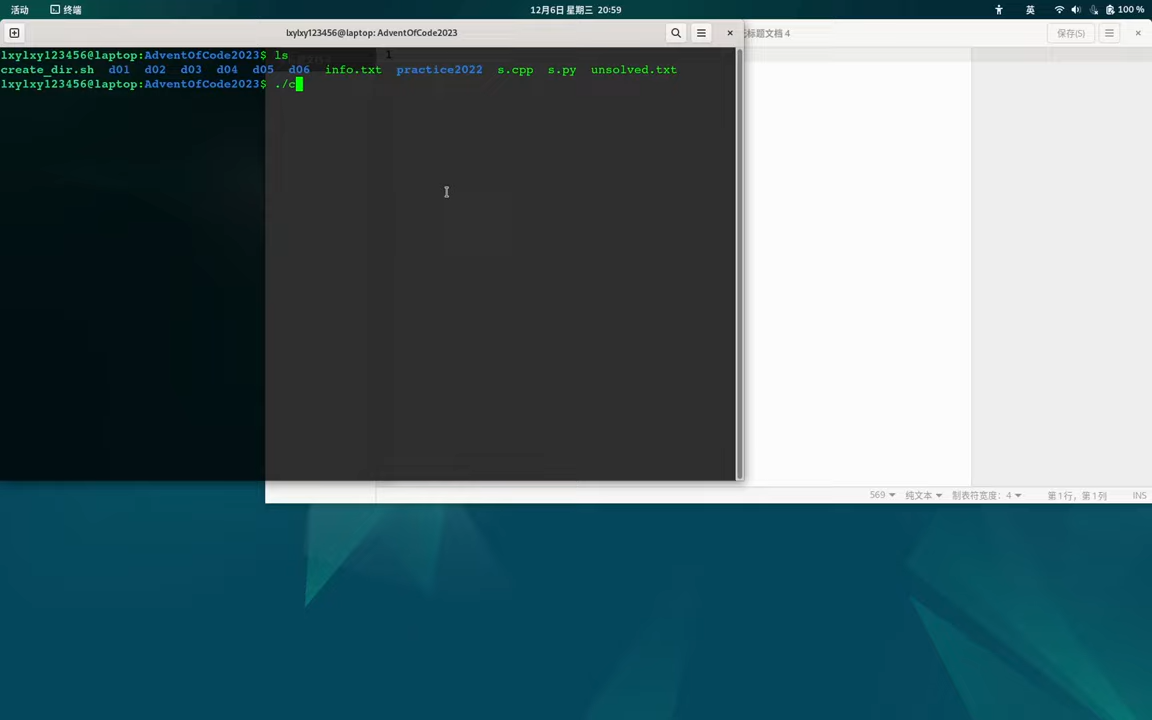 活动 终端 12月6日 星期三 20:59 英 100 %
lxylxy123456@laptop: AdventOfCode2023
标题文档 4 保存(S)
lxylxy123456@laptop:AdventOfCode2023$ ls
create_dir.sh d01 d02 d03 d04 d05 d06 info.txt practice2022 s.cpp s.py unsolved.txt
lxylxy123456@laptop:AdventOfCode2023$ ./c
569 纯文本 制表符宽度: 4 第1行, 第1列 INS